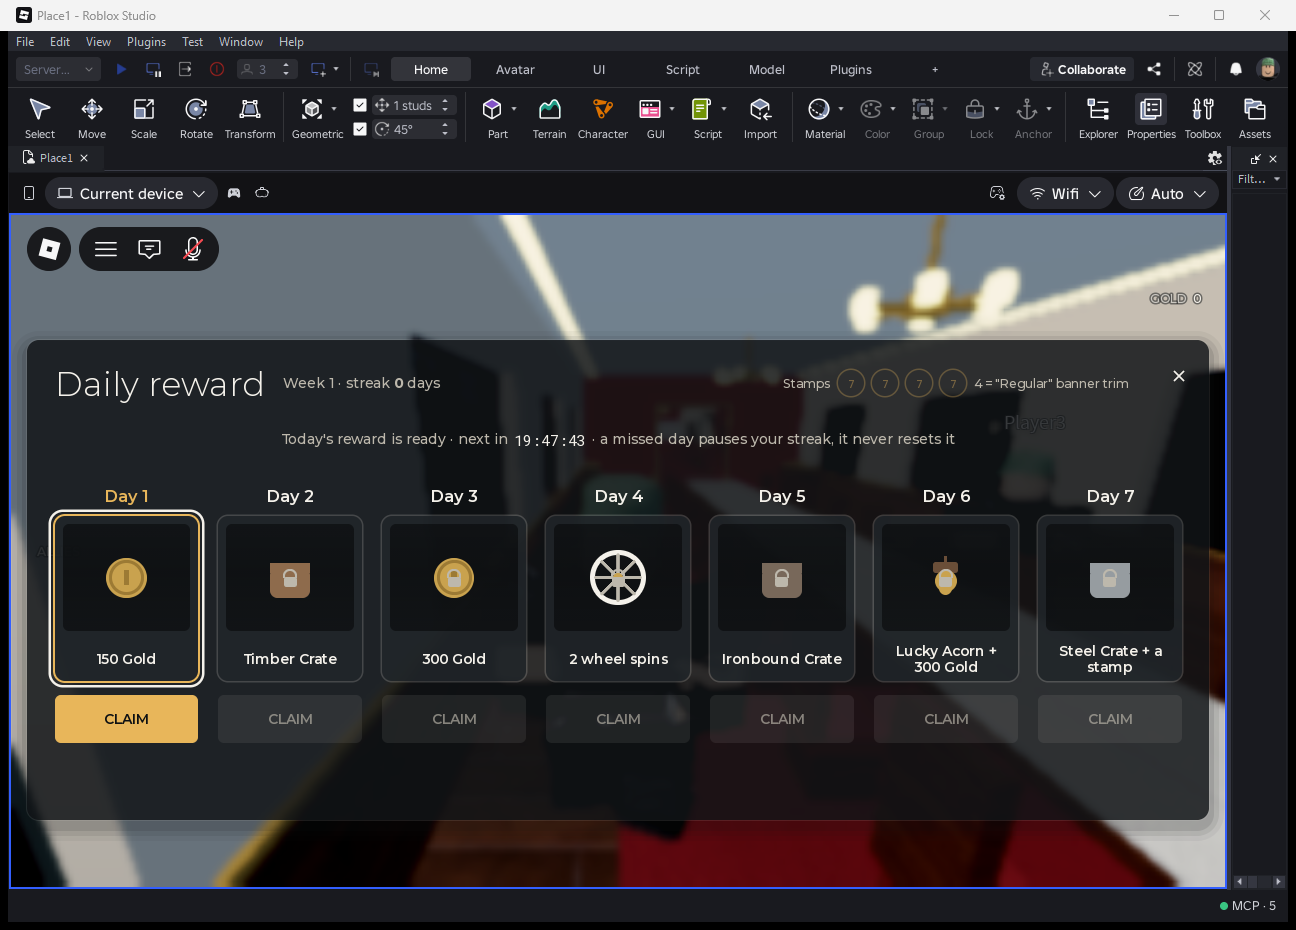 Place1 - Roblox Studio
File Edit View Plugins Test Window Help
Server... 3 Home Avatar UI Script Model Plugins + Collaborate
1 studs
45°
Select Move Scale Rotate Transform Geometric Part Terrain Character GUI Script Import Material Color Group Lock Anchor Explorer Properties Toolbox Assets
Place1
Filt...
Current device Wifi Auto
GOLD 0
Daily reward Week 1 · streak 0 days Stamps 7 7 7 7 4 = "Regular" banner trim
Player3
Today's reward is ready · next in 19:47:43 · a missed day pauses your streak, it never resets it
Day 1 Day 2 Day 3 Day 4 Day 5 Day 6 Day 7
150 Gold Timber Crate 300 Gold 2 wheel spins Ironbound Crate Lucky Acorn + 300 Gold Steel Crate + a stamp
CLAIM CLAIM CLAIM CLAIM CLAIM CLAIM CLAIM
MCP · 5